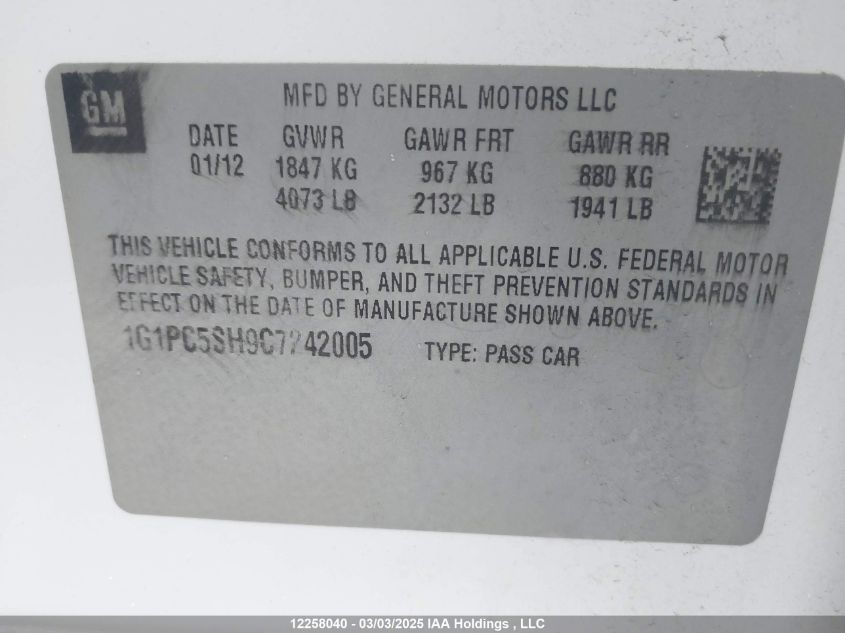 GM
MFD BY GENERAL MOTORS LLC
DATE GVWR GAWR FRT GAWR RR
01/12 1847 KG 967 KG 880 KG
4073 LB 2132 LB 1941 LB
THIS VEHICLE CONFORMS TO ALL APPLICABLE U.S. FEDERAL MOTOR
VEHICLE SAFETY, BUMPER, AND THEFT PREVENTION STANDARDS IN
EFFECT ON THE DATE OF MANUFACTURE SHOWN ABOVE.
TYPE: PASS CAR
12258040 - 03/03/2025 IAA Holdings , LLC